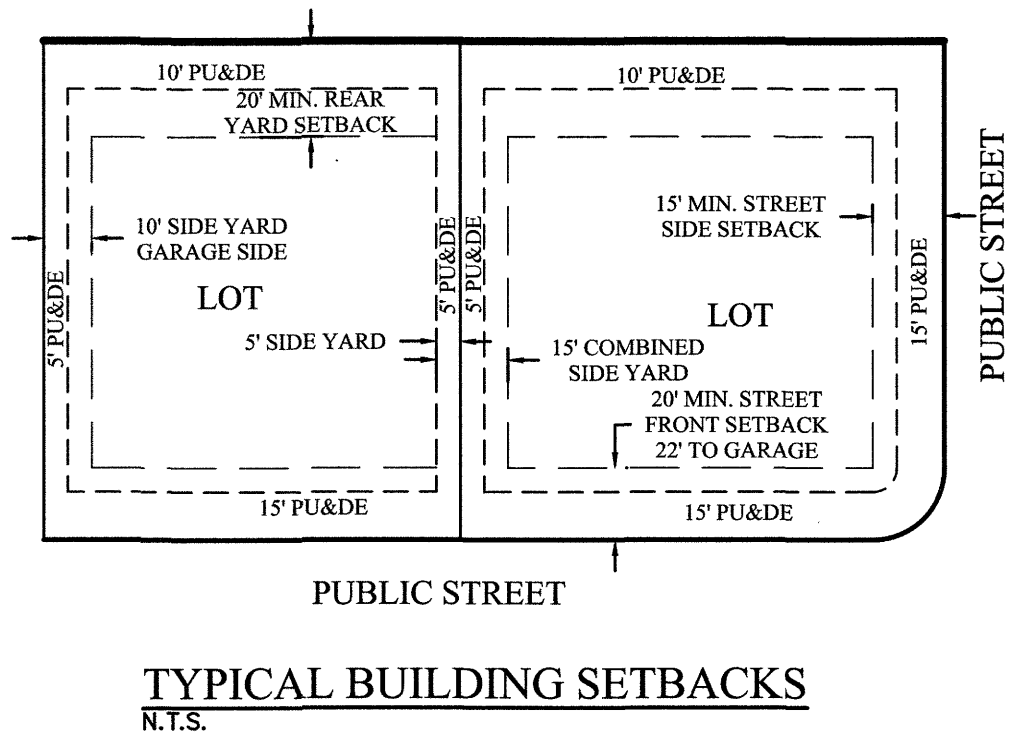 10' PU&DE
20' MIN. REAR
YARD SETBACK
10' SIDE YARD
GARAGE SIDE
LOT
5' PU&DE
5' PU&DE
5' SIDE YARD
15' PU&DE
10' PU&DE
15' MIN. STREET
SIDE SETBACK
5' PU&DE
LOT
15' COMBINED
SIDE YARD
20' MIN. STREET
FRONT SETBACK
22' TO GARAGE
15' PU&DE
15' PU&DE
PUBLIC STREET
PUBLIC STREET
TYPICAL BUILDING SETBACKS
N.T.S.